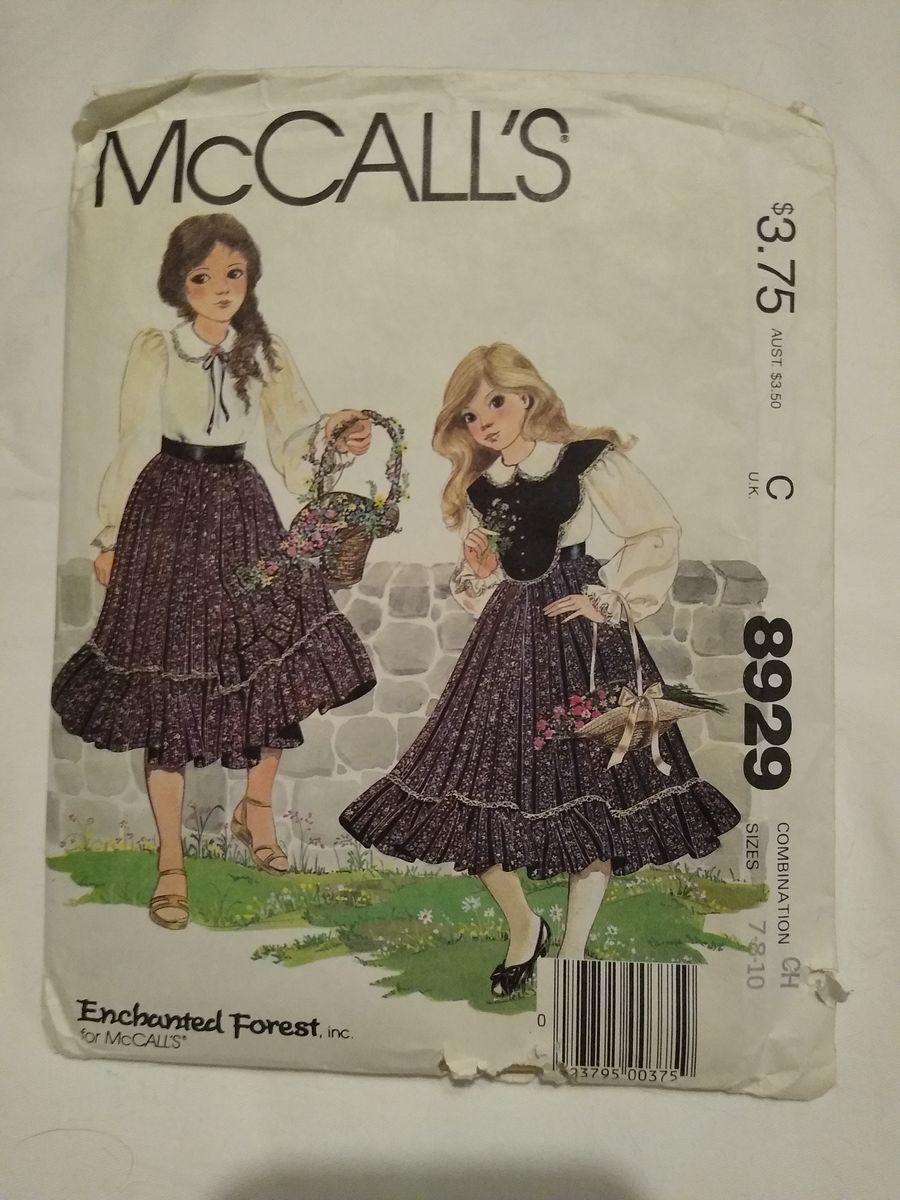 McCALL'S®
$3.75
AUST. $3.50
C
U.K.
8929
COMBINATION CH
SIZES 7-8-10
Enchanted Forest, inc.
for McCALL'S®
0
23795 00375